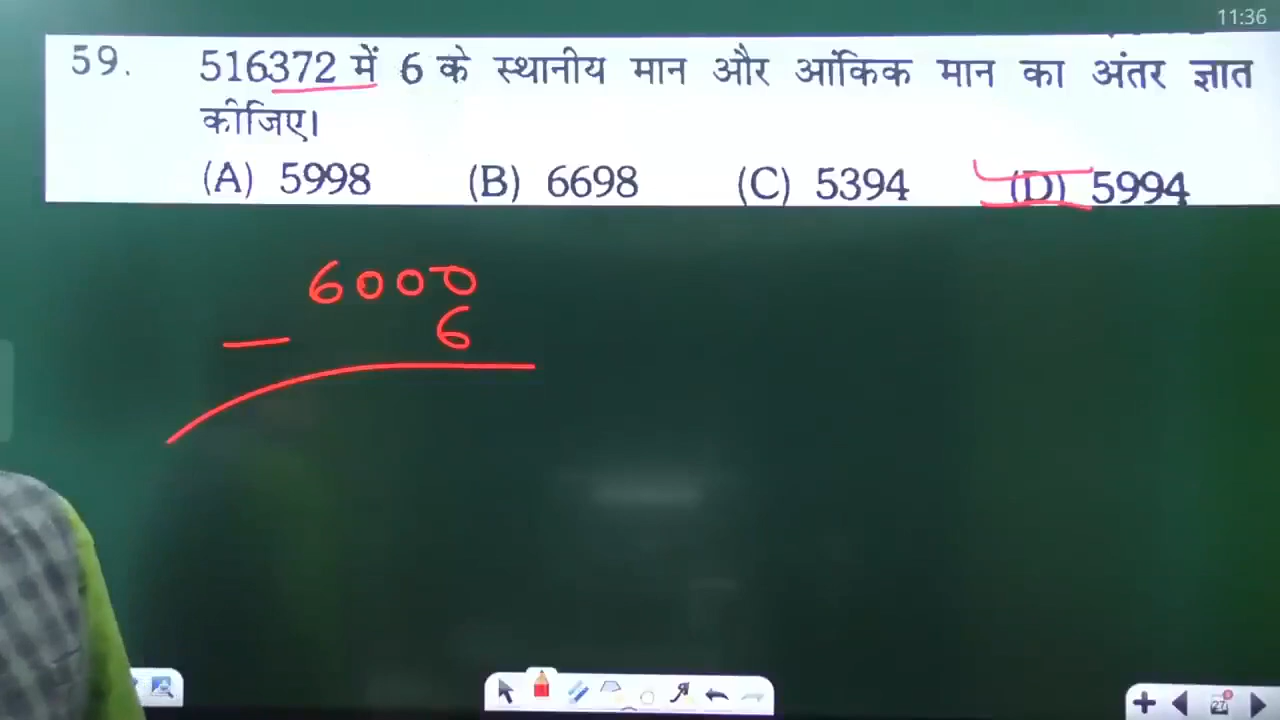 11:36
59. 516372 में 6 के स्थानीय मान और आंकिक मान का अंतर ज्ञात
कीजिए।
(A) 5998 (B) 6698 (C) 5394 (D) 5994
6000
— 6